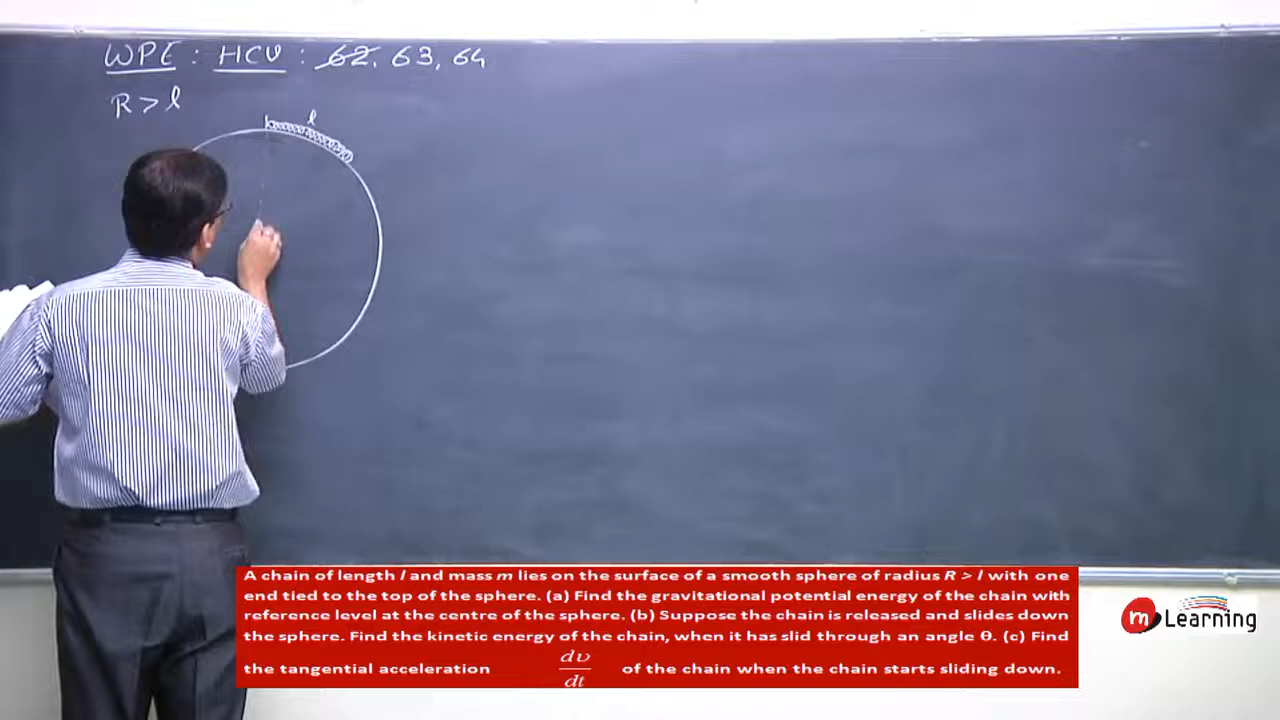 WPE : HCV : 62, 63, 64
R > l
l
A chain of length l and mass m lies on the surface of a smooth sphere of radius R > l with one
end tied to the top of the sphere. (a) Find the gravitational potential energy of the chain with
reference level at the centre of the sphere. (b) Suppose the chain is released and slides down
the sphere. Find the kinetic energy of the chain, when it has slid through an angle θ. (c) Find
the tangential acceleration dυ/dt of the chain when the chain starts sliding down.
m Learning